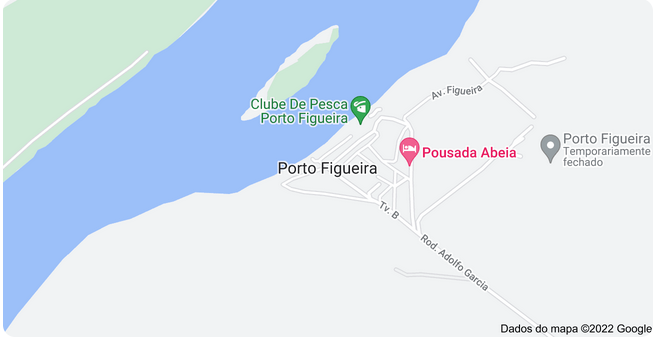 Av. Figueira
Clube De Pesca
Porto Figueira
Porto Figueira
Temporariamente
fechado
Pousada Abeia
Porto Figueira
Tv. B
Rod. Adolfo Garcia
Dados do mapa ©2022 Google